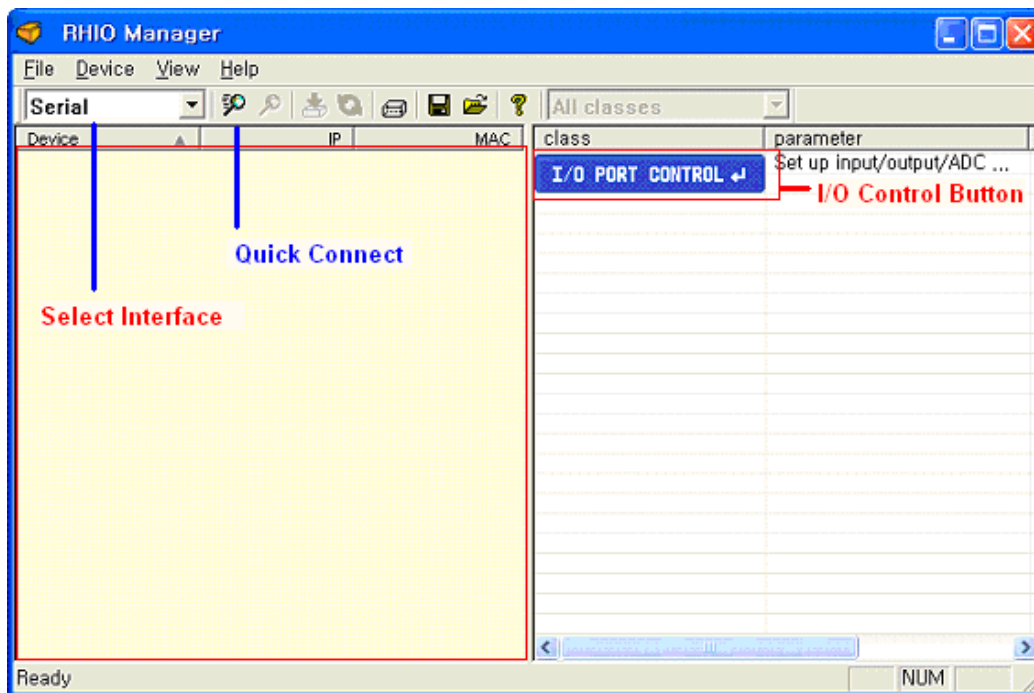 RHIO Manager
File Device View Help
Serial All classes
Device IP MAC class parameter
I/O PORT CONTROL Set up input/output/ADC ...
I/O Control Button
Quick Connect
Select Interface
Ready NUM